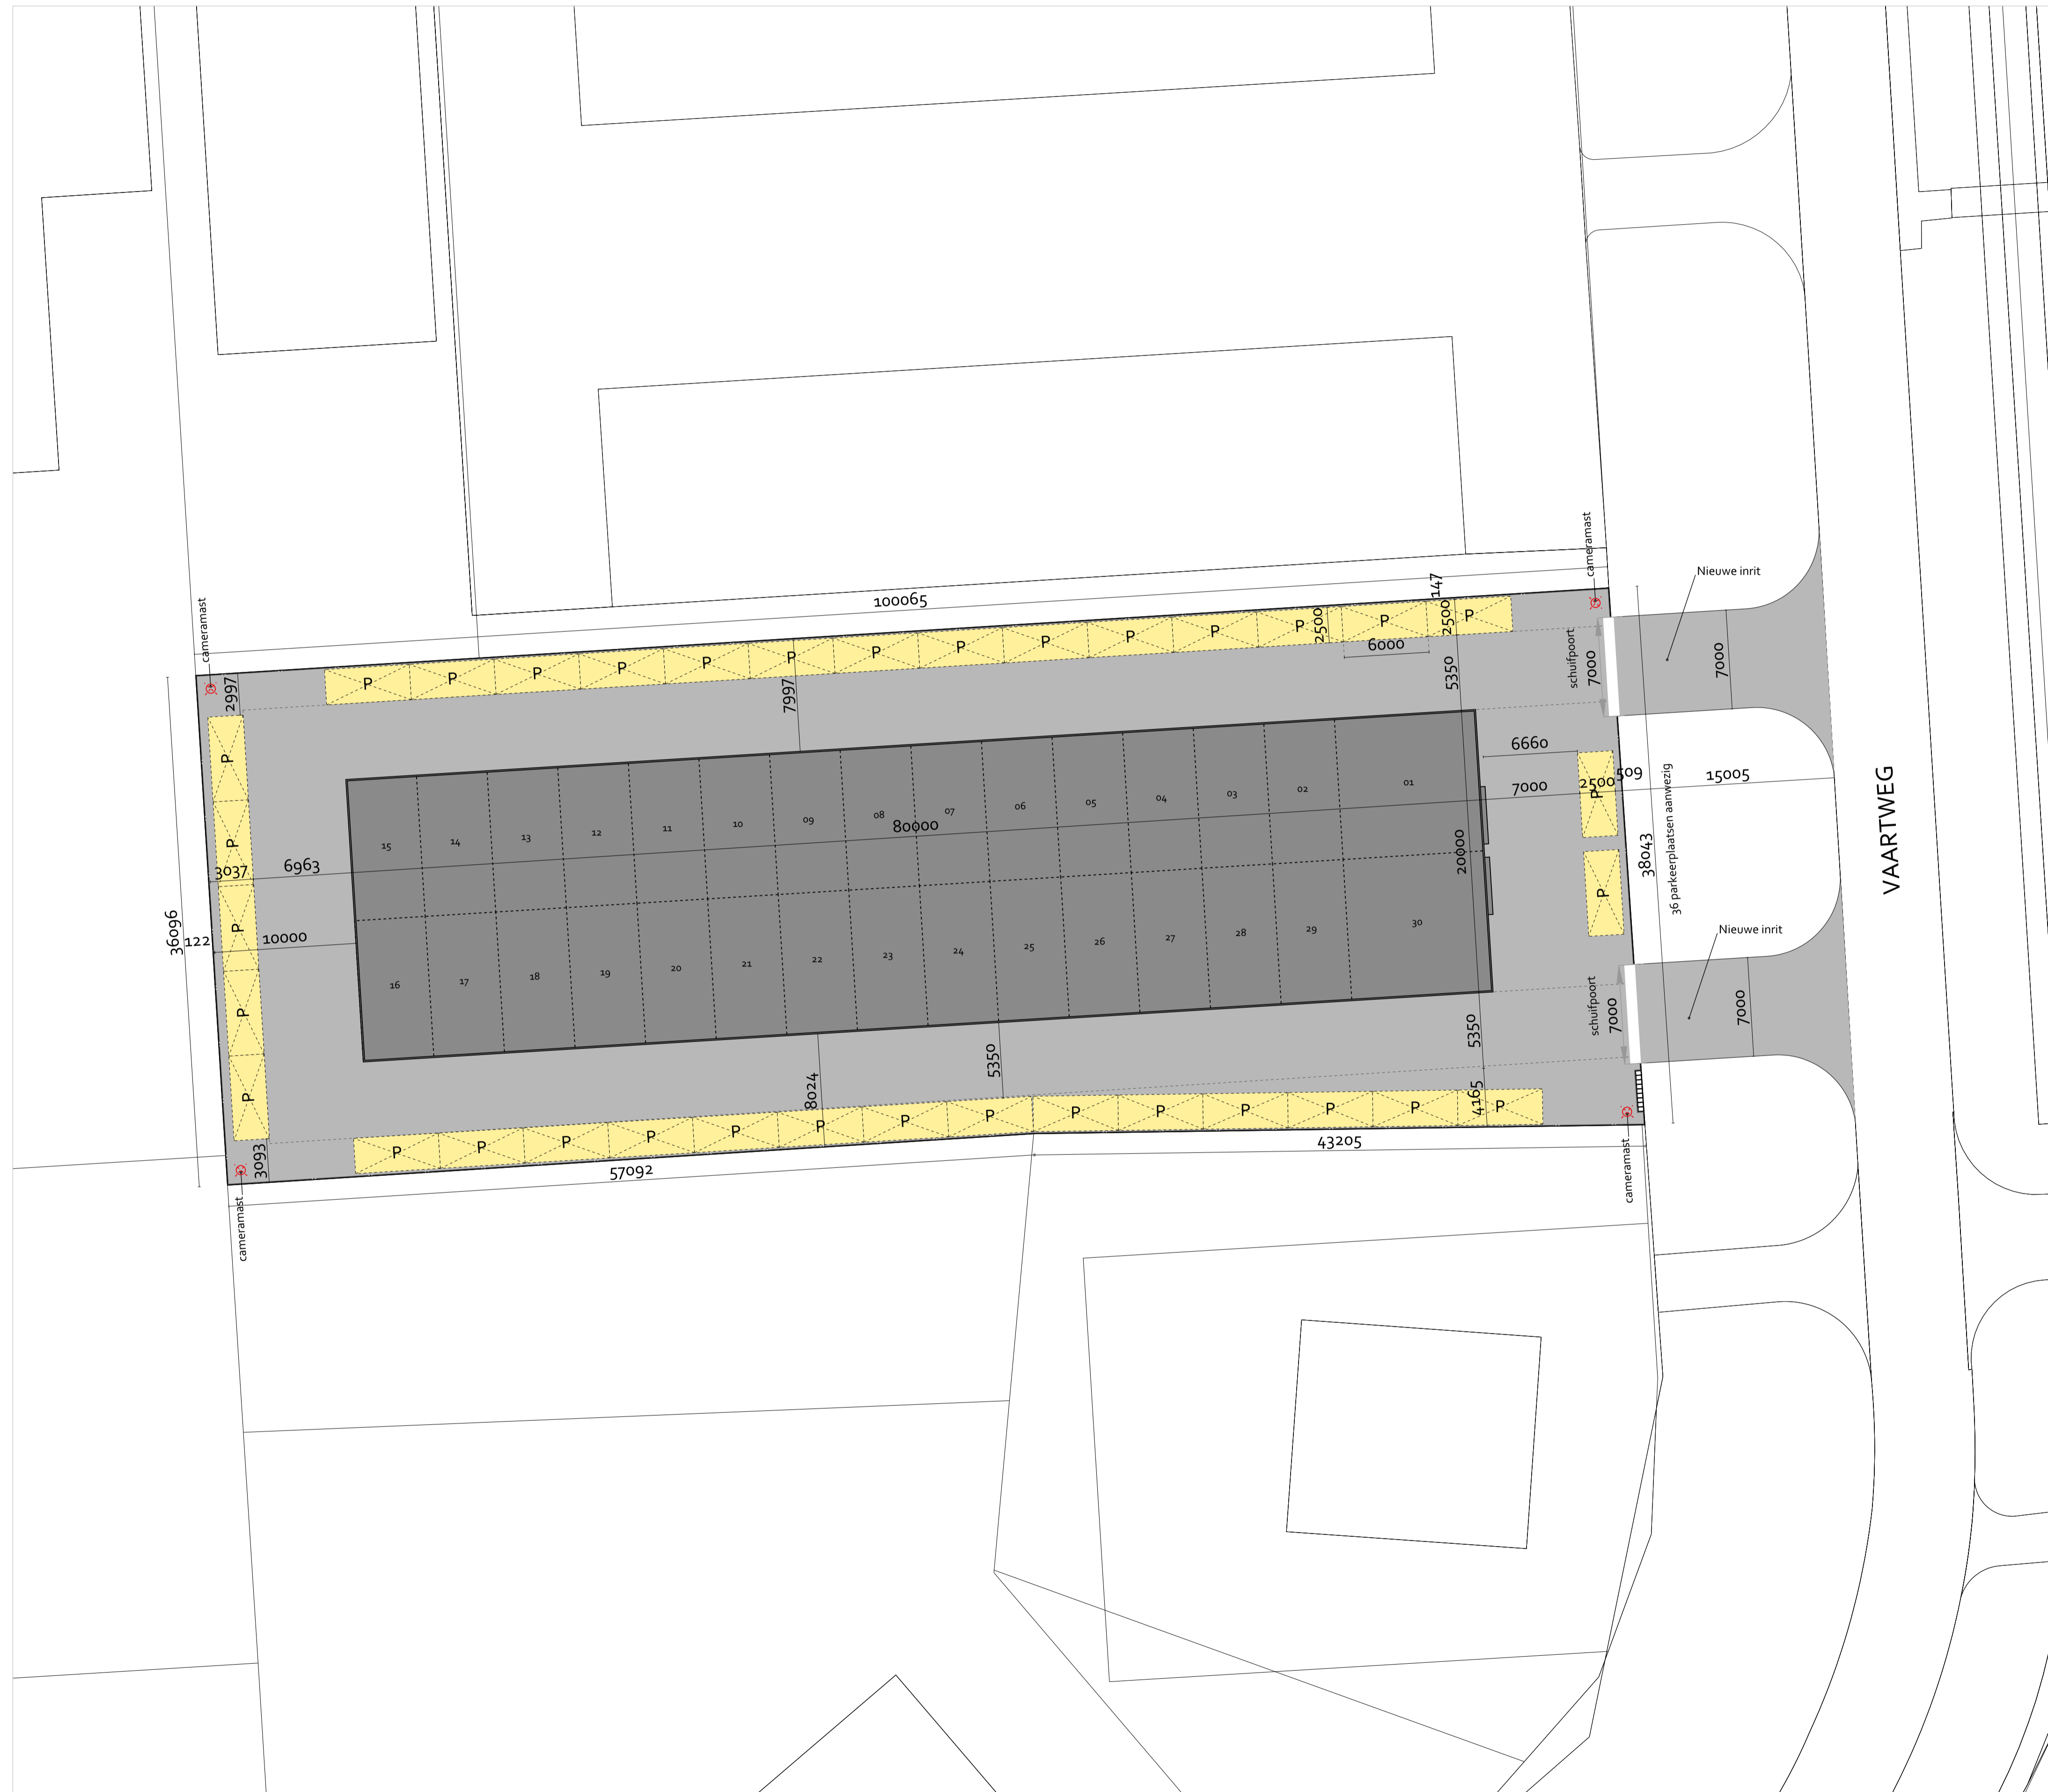 cameramast
cameramast
Nieuwe inrit
100065
147
2500
2500
P
P
P
P
P
P
P
P
P
P
P
P
P
P
6000
2997
7997
5350
schuifpoort
7000
7000
6660
7000
2500
509
15005
P
P
36 parkeerplaatsen aanwezig
38043
VAARTWEG
P
P
P
P
P
3037
6963
36096
122
10000
15
14
13
12
11
10
09
08
07
06
05
04
03
02
01
80000
20000
16
17
18
19
20
21
22
23
24
25
26
27
28
29
30
Nieuwe inrit
schuifpoort
7000
7000
8024
5350
5350
4165
P
P
P
P
P
P
P
P
P
P
P
P
P
P
3093
57092
43205
cameramast
cameramast